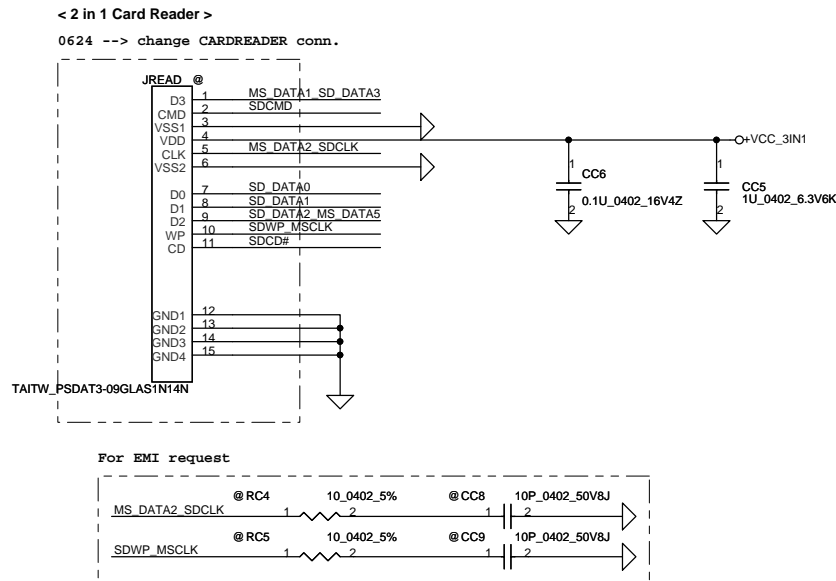 < 2 in 1 Card Reader >
0624 --> change CARDREADER conn.
JREAD @
D3 1 MS_DATA1_SD_DATA3
CMD 2 SDCMD
VSS1 3
VDD 4 +VCC_3IN1
CLK 5 MS_DATA2_SDCLK
VSS2 6
D0 7 SD_DATA0
D1 8 SD_DATA1
D2 9 SD_DATA2_MS_DATA5
WP 10 SDWP_MSCLK
CD 11 SDCD#
1 CC6 2
0.1U_0402_16V4Z
1 CC5 2
1U_0402_6.3V6K
GND1 12
GND2 13
GND3 14
GND4 15
TAITW_PSDAT3-09GLAS1N14N
For EMI request
@ RC4 10_0402_5% @ CC8 10P_0402_50V8J
MS_DATA2_SDCLK 1 2 1 2
@ RC5 10_0402_5% @ CC9 10P_0402_50V8J
SDWP_MSCLK 1 2 1 2